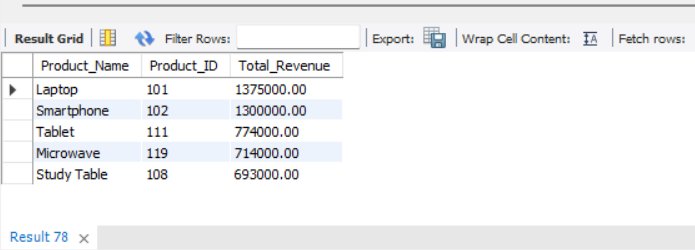 Result Grid Filter Rows: Export: Wrap Cell Content: IA Fetch rows:
Product_Name Product_ID Total_Revenue
Laptop 101 1375000.00
Smartphone 102 1300000.00
Tablet 111 774000.00
Microwave 119 714000.00
Study Table 108 693000.00
Result 78 ×